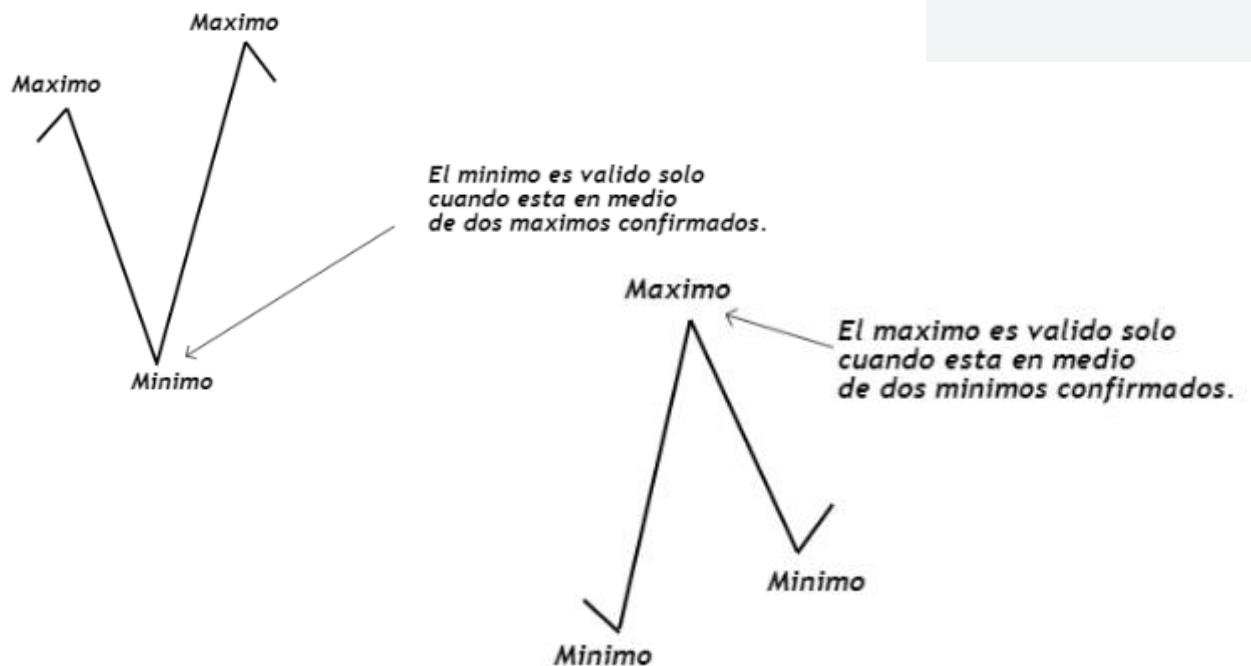 Maximo
Maximo
El minimo es valido solo
cuando esta en medio
de dos maximos confirmados.
Minimo
Maximo
El maximo es valido solo
cuando esta en medio
de dos minimos confirmados.
Minimo
Minimo